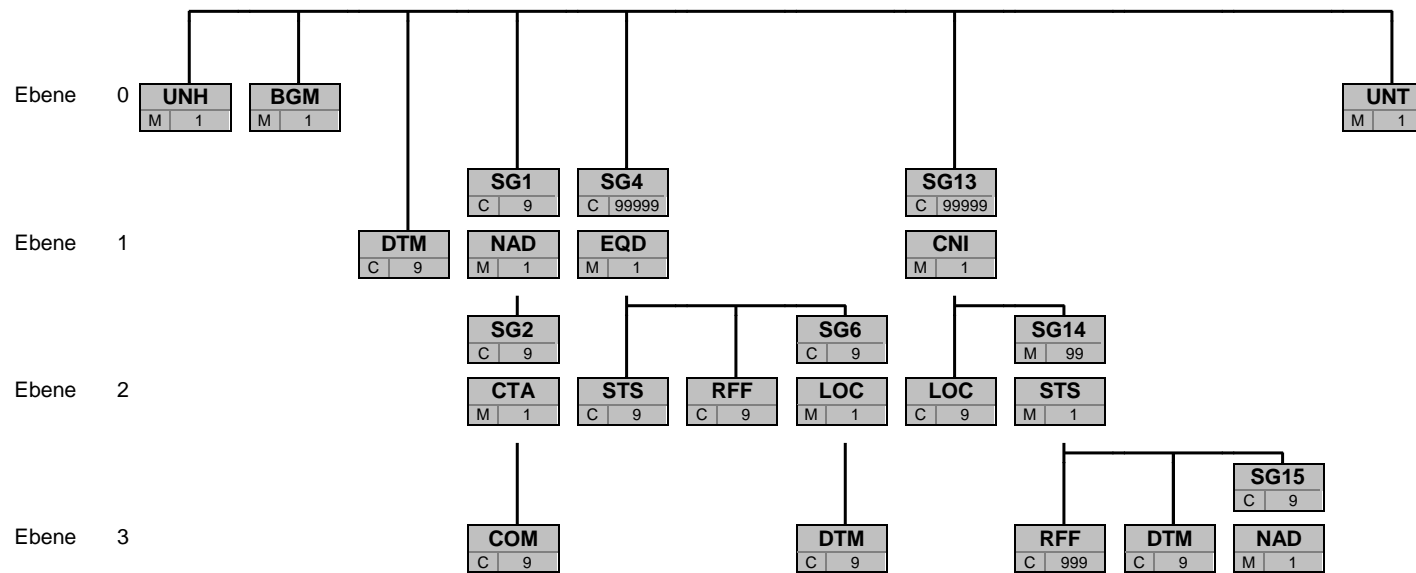 Ebene 0 UNH BGM UNT
M 1 M 1 M 1
SG1 SG4 SG13
C 9 C 99999 C 99999
Ebene 1 DTM NAD EQD CNI
C 9 M 1 M 1 M 1
SG2 SG6 SG14
C 9 C 9 M 99
Ebene 2 CTA STS RFF LOC LOC STS
M 1 C 9 C 9 M 1 C 9 M 1
SG15
C 9
Ebene 3 COM DTM RFF DTM NAD
C 9 C 9 C 999 C 9 M 1